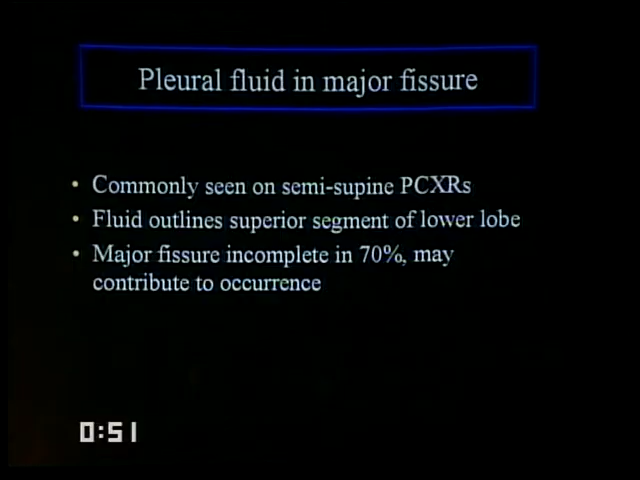 Pleural fluid in major fissure
• Commonly seen on semi-supine PCXRs
• Fluid outlines superior segment of lower lobe
• Major fissure incomplete in 70%, may
contribute to occurrence
0:51